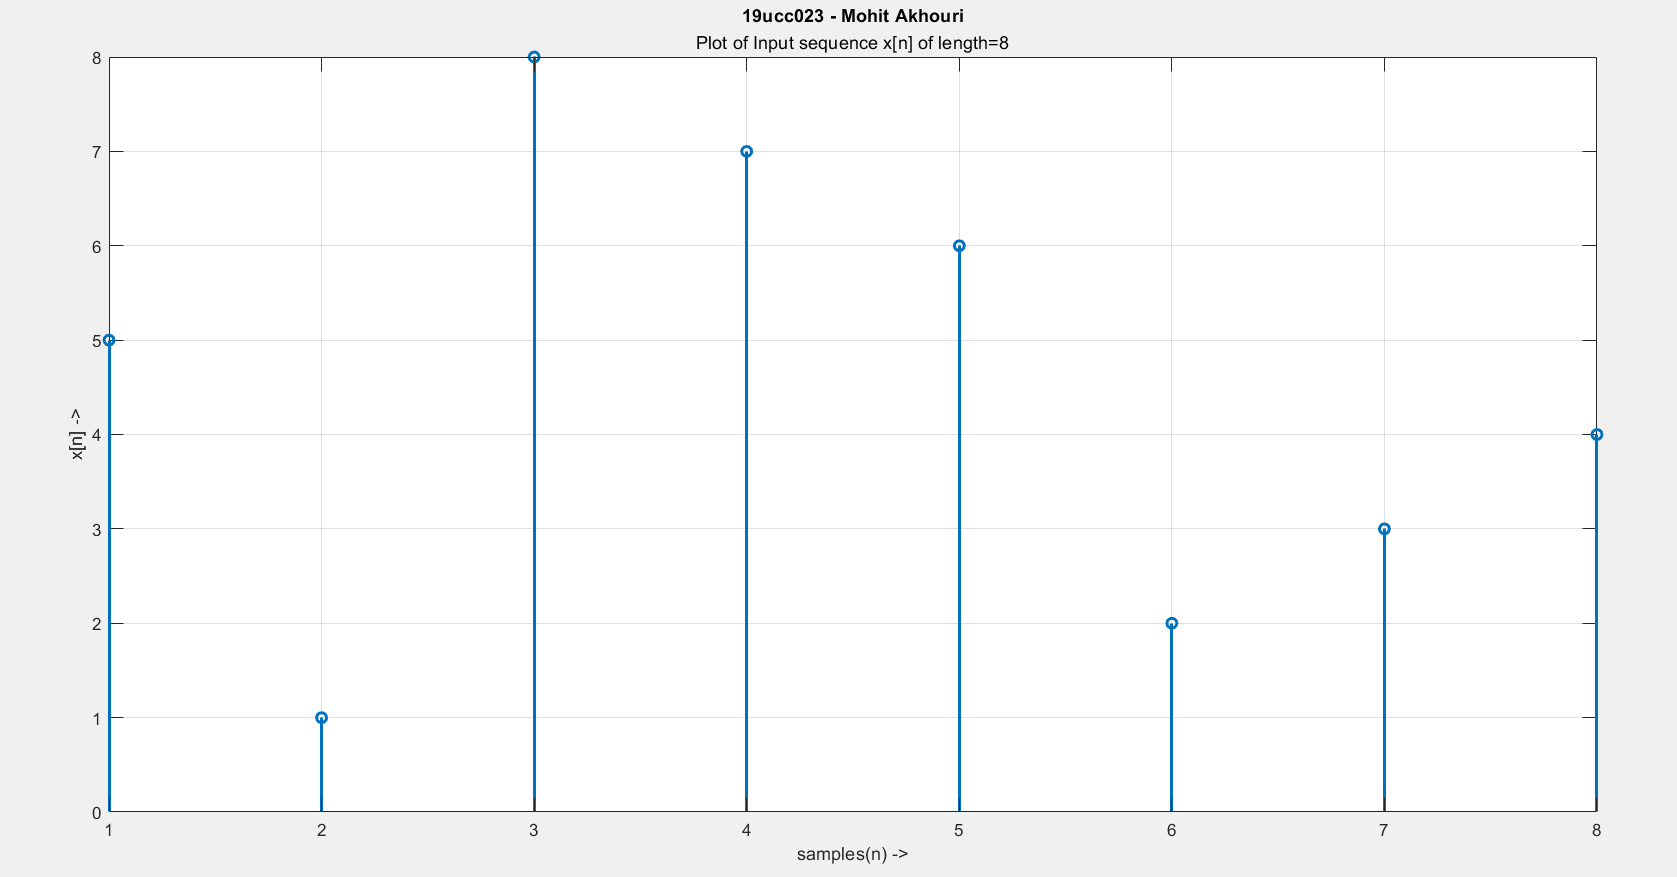 19ucc023 - Mohit Akhouri
Plot of Input sequence x[n] of length=8
8
7
6
5
4
3
2
1
0
x[n] ->
1 2 3 4 5 6 7 8
samples(n) ->